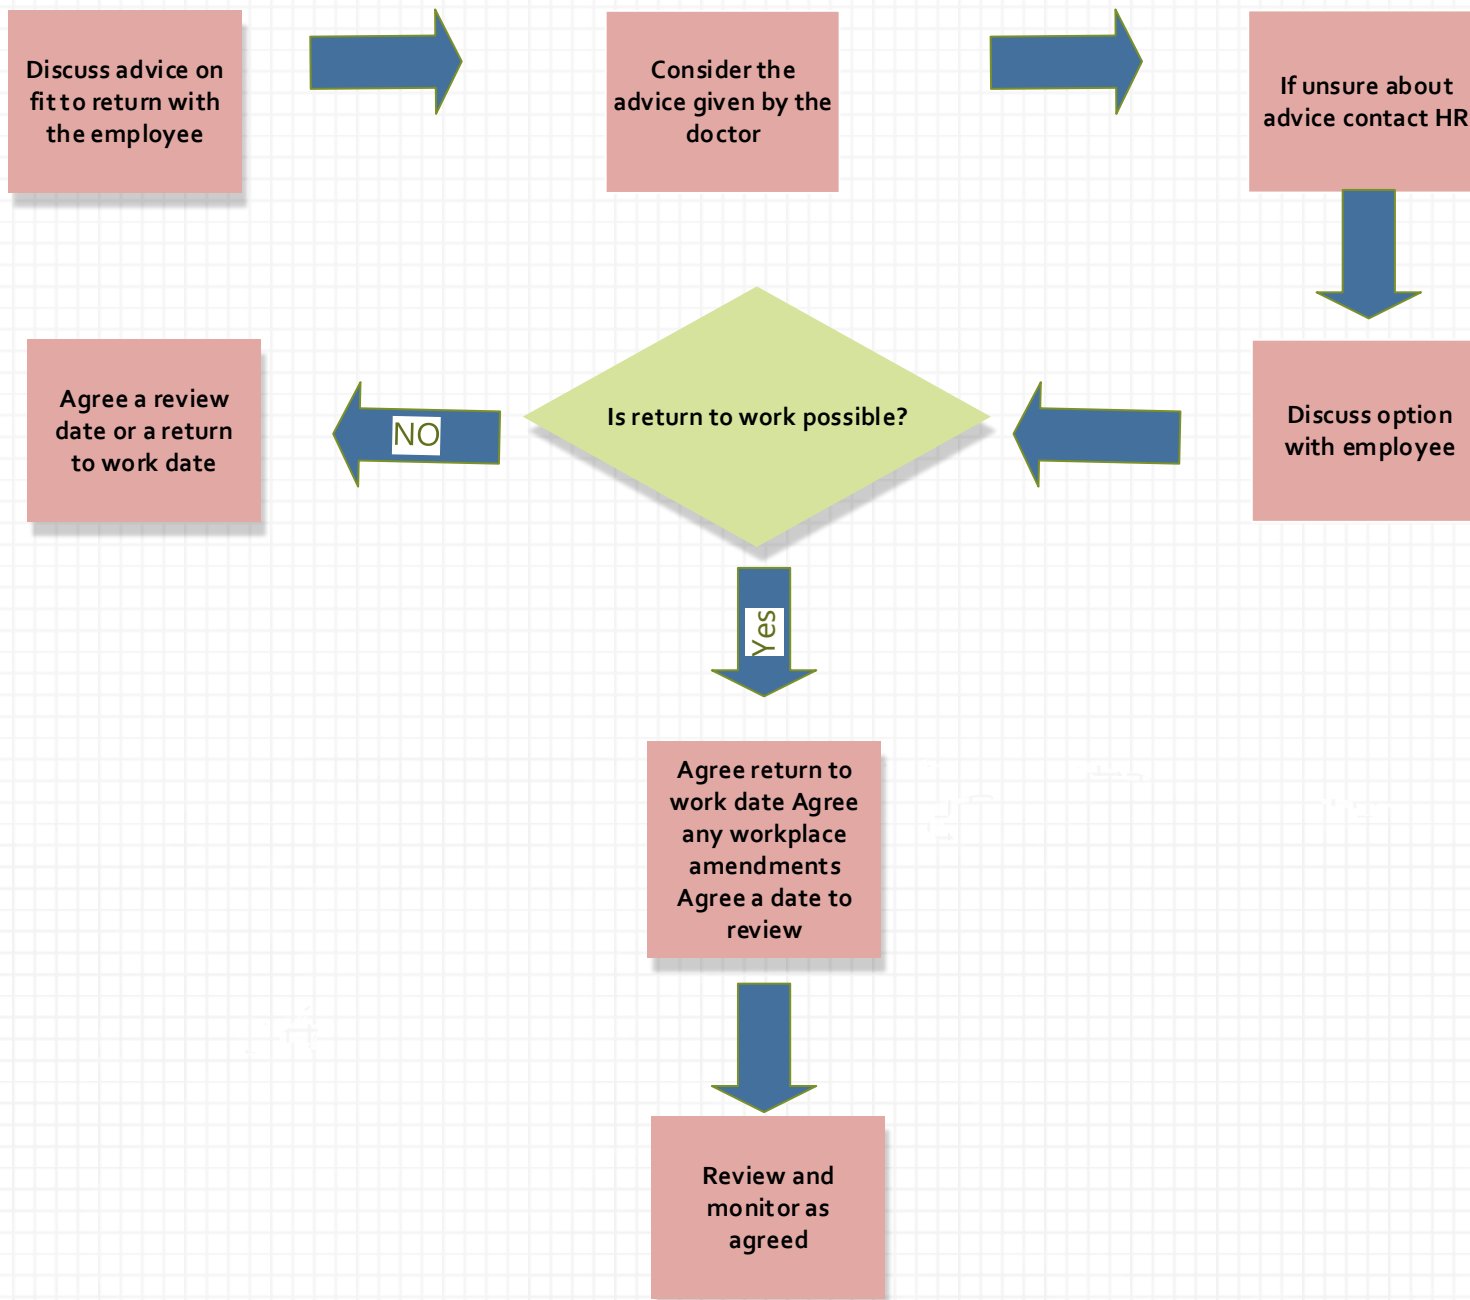 Discuss advice on
fit to return with
the employee
Consider the
advice given by the
doctor
If unsure about
advice contact HR
Agree a review
date or a return
to work date
NO
Is return to work possible?
Discuss option
with employee
Yes
Agree return to
work date Agree
any workplace
amendments
Agree a date to
review
Review and
monitor as
agreed